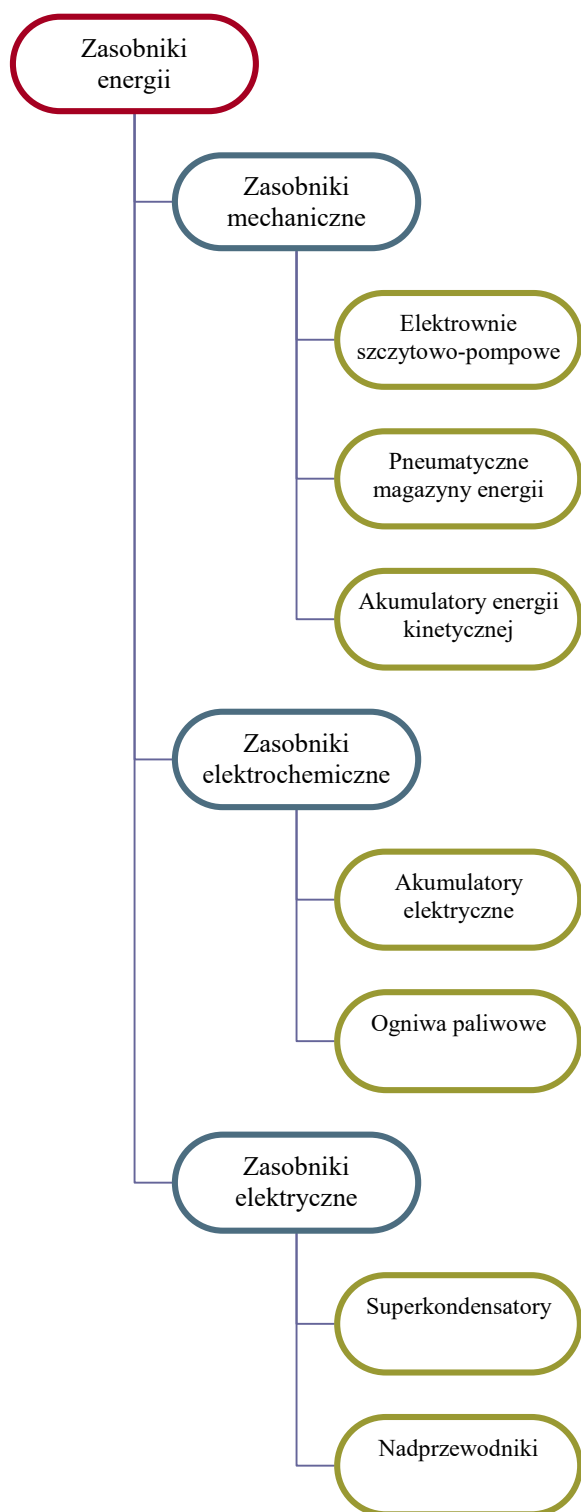 Zasobniki
energii
Zasobniki
mechaniczne
Elektrownie
szczytowo-pompowe
Pneumatyczne
magazyny energii
Akumulatory energii
kinetycznej
Zasobniki
elektrochemiczne
Akumulatory
elektryczne
Ogniwa paliwowe
Zasobniki
elektryczne
Superkondensatory
Nadprzewodniki